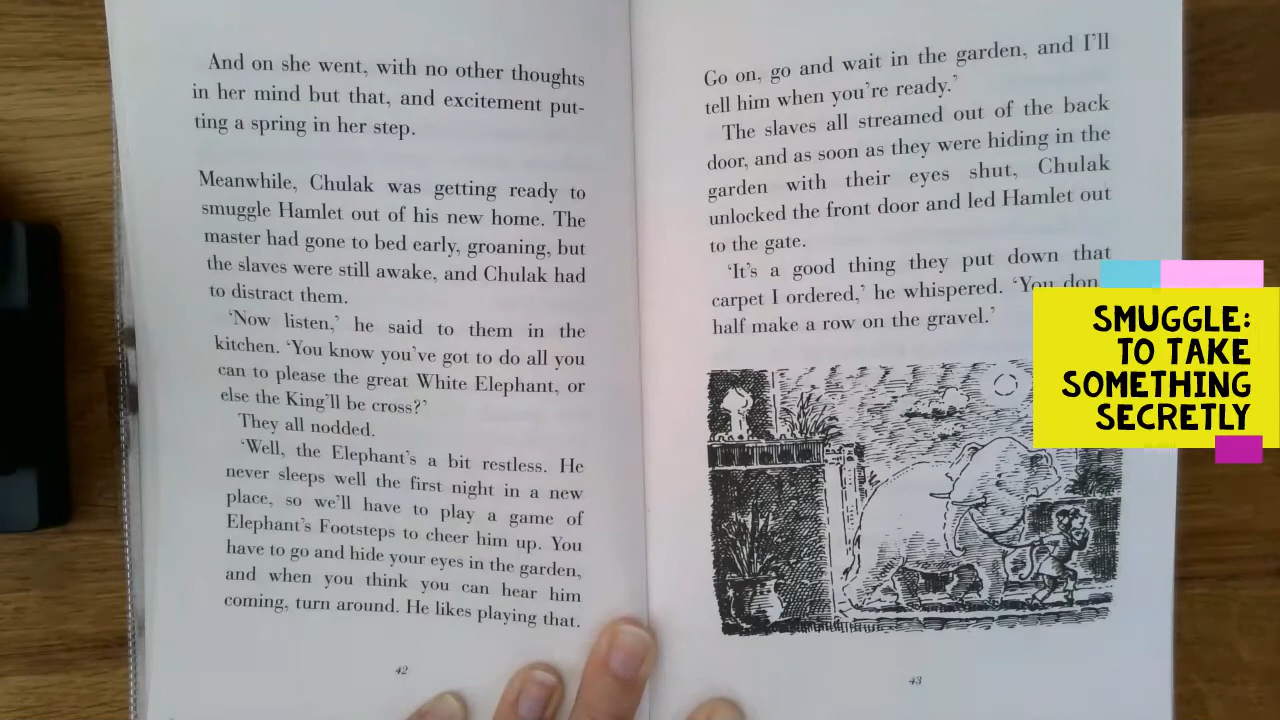 And on she went, with no other thoughts
in her mind but that, and excitement put-
ting a spring in her step.
Meanwhile, Chulak was getting ready to
smuggle Hamlet out of his new home. The
master had gone to bed early, groaning, but
the slaves were still awake, and Chulak had
to distract them.
‘Now listen,’ he said to them in the
kitchen. ‘You know you’ve got to do all you
can to please the great White Elephant, or
else the King’ll be cross?’
They all nodded.
‘Well, the Elephant’s a bit restless. He
never sleeps well the first night in a new
place, so we’ll have to play a game of
Elephant’s Footsteps to cheer him up. You
have to go and hide your eyes in the garden,
and when you think you can hear him
coming, turn around. He likes playing that.
42
Go on, go and wait in the garden, and I’ll
tell him when you’re ready.’
The slaves all streamed out of the back
door, and as soon as they were hiding in the
garden with their eyes shut, Chulak
unlocked the front door and led Hamlet out
to the gate.
‘It’s a good thing they put down that
carpet I ordered,’ he whispered. ‘You don
half make a row on the gravel.’
43
SMUGGLE:
TO TAKE
SOMETHING
SECRETLY